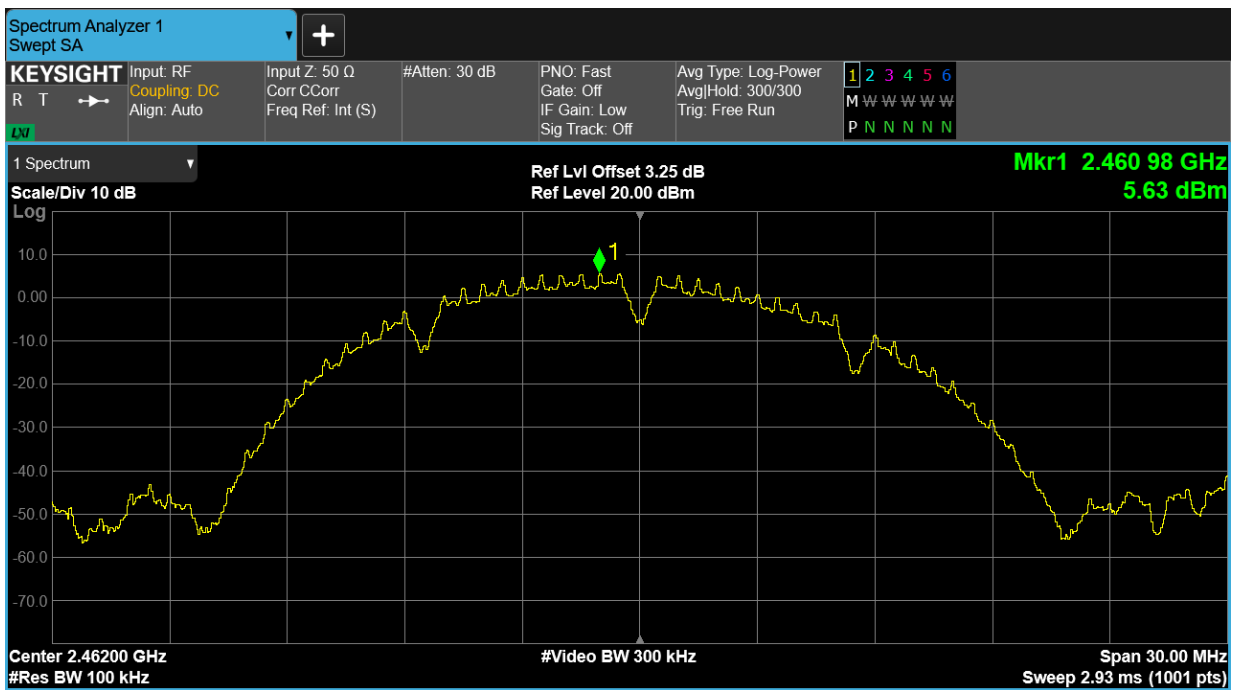 Spectrum Analyzer 1
Swept SA
KEYSIGHT
R T
LXI
Input: RF
Coupling: DC
Align: Auto
Input Z: 50 Ω
Corr CCorr
Freq Ref: Int (S)
#Atten: 30 dB
PNO: Fast
Gate: Off
IF Gain: Low
Sig Track: Off
Avg Type: Log-Power
Avg|Hold: 300/300
Trig: Free Run
1 2 3 4 5 6
M W W W W W
P N N N N N
1 Spectrum
Scale/Div 10 dB
Log
Ref Lvl Offset 3.25 dB
Ref Level 20.00 dBm
Mkr1 2.460 98 GHz
5.63 dBm
1
10.0
0.00
-10.0
-20.0
-30.0
-40.0
-50.0
-60.0
-70.0
Center 2.46200 GHz
#Res BW 100 kHz
#Video BW 300 kHz
Span 30.00 MHz
Sweep 2.93 ms (1001 pts)